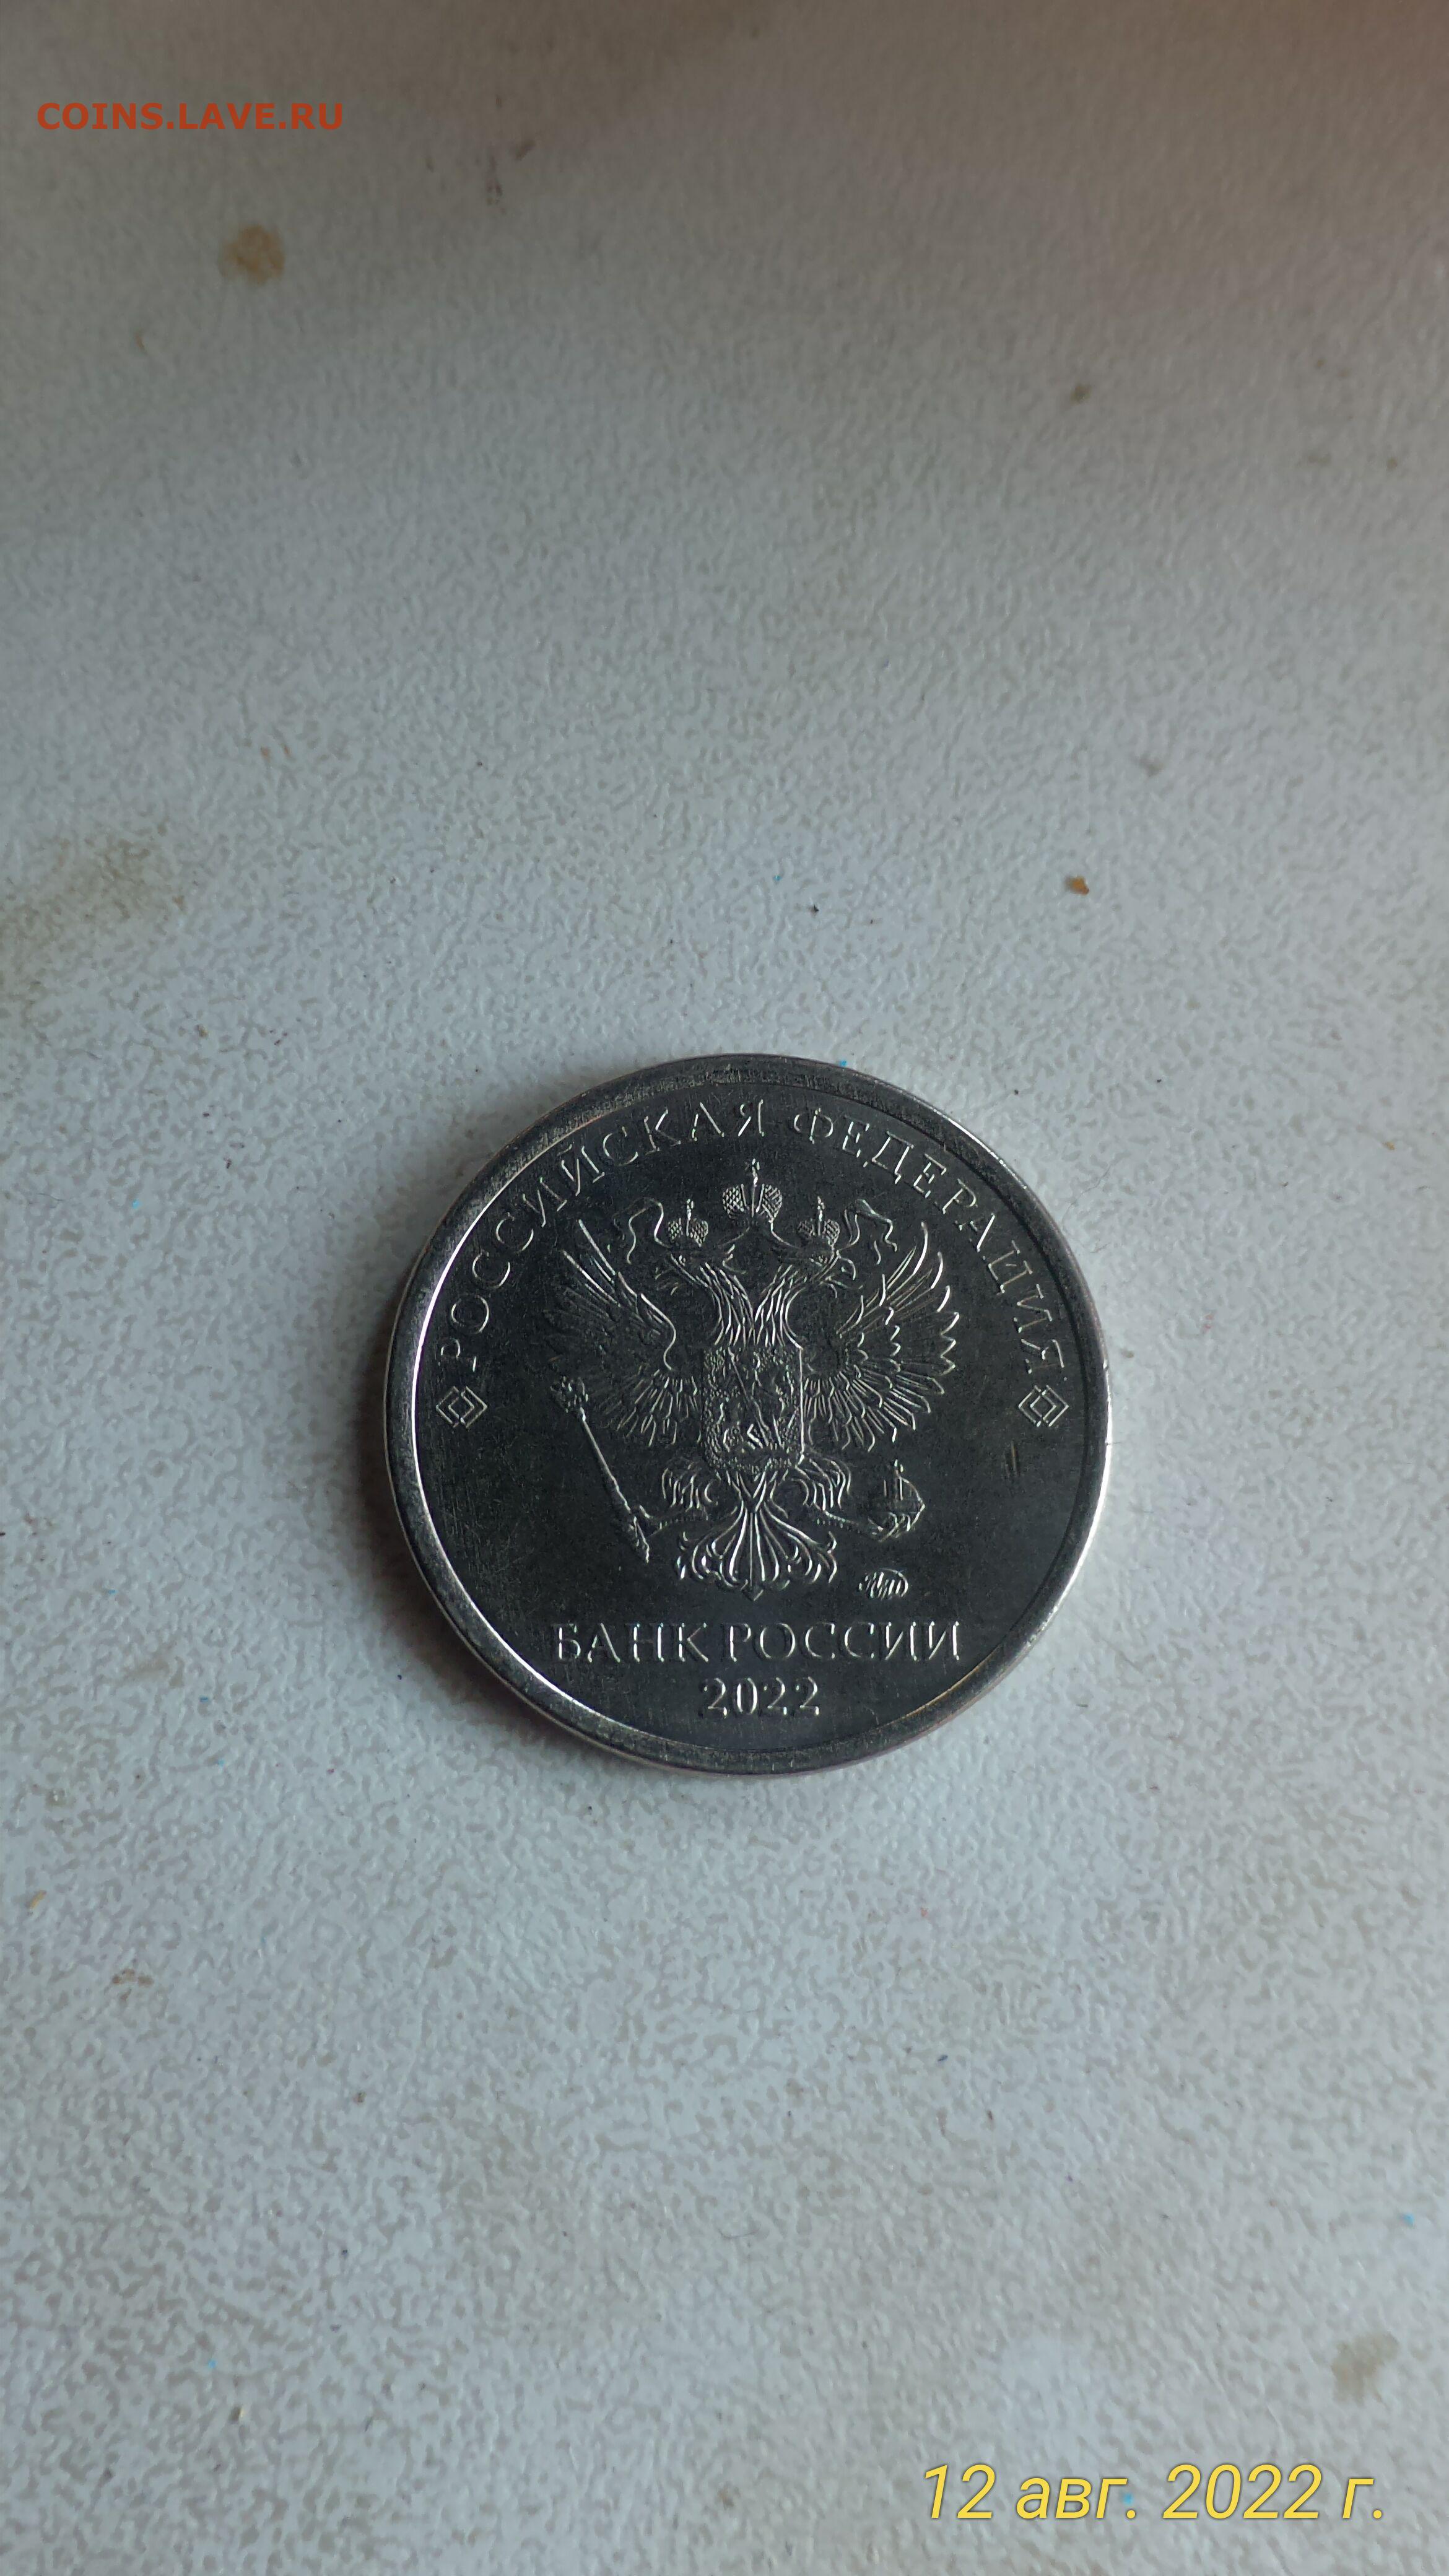 COINS.LAVE.RU
РОССИЙСКАЯ ФЕДЕРАЦИЯ
ММД
БАНК РОССИИ
2022
12 авг. 2022 г.